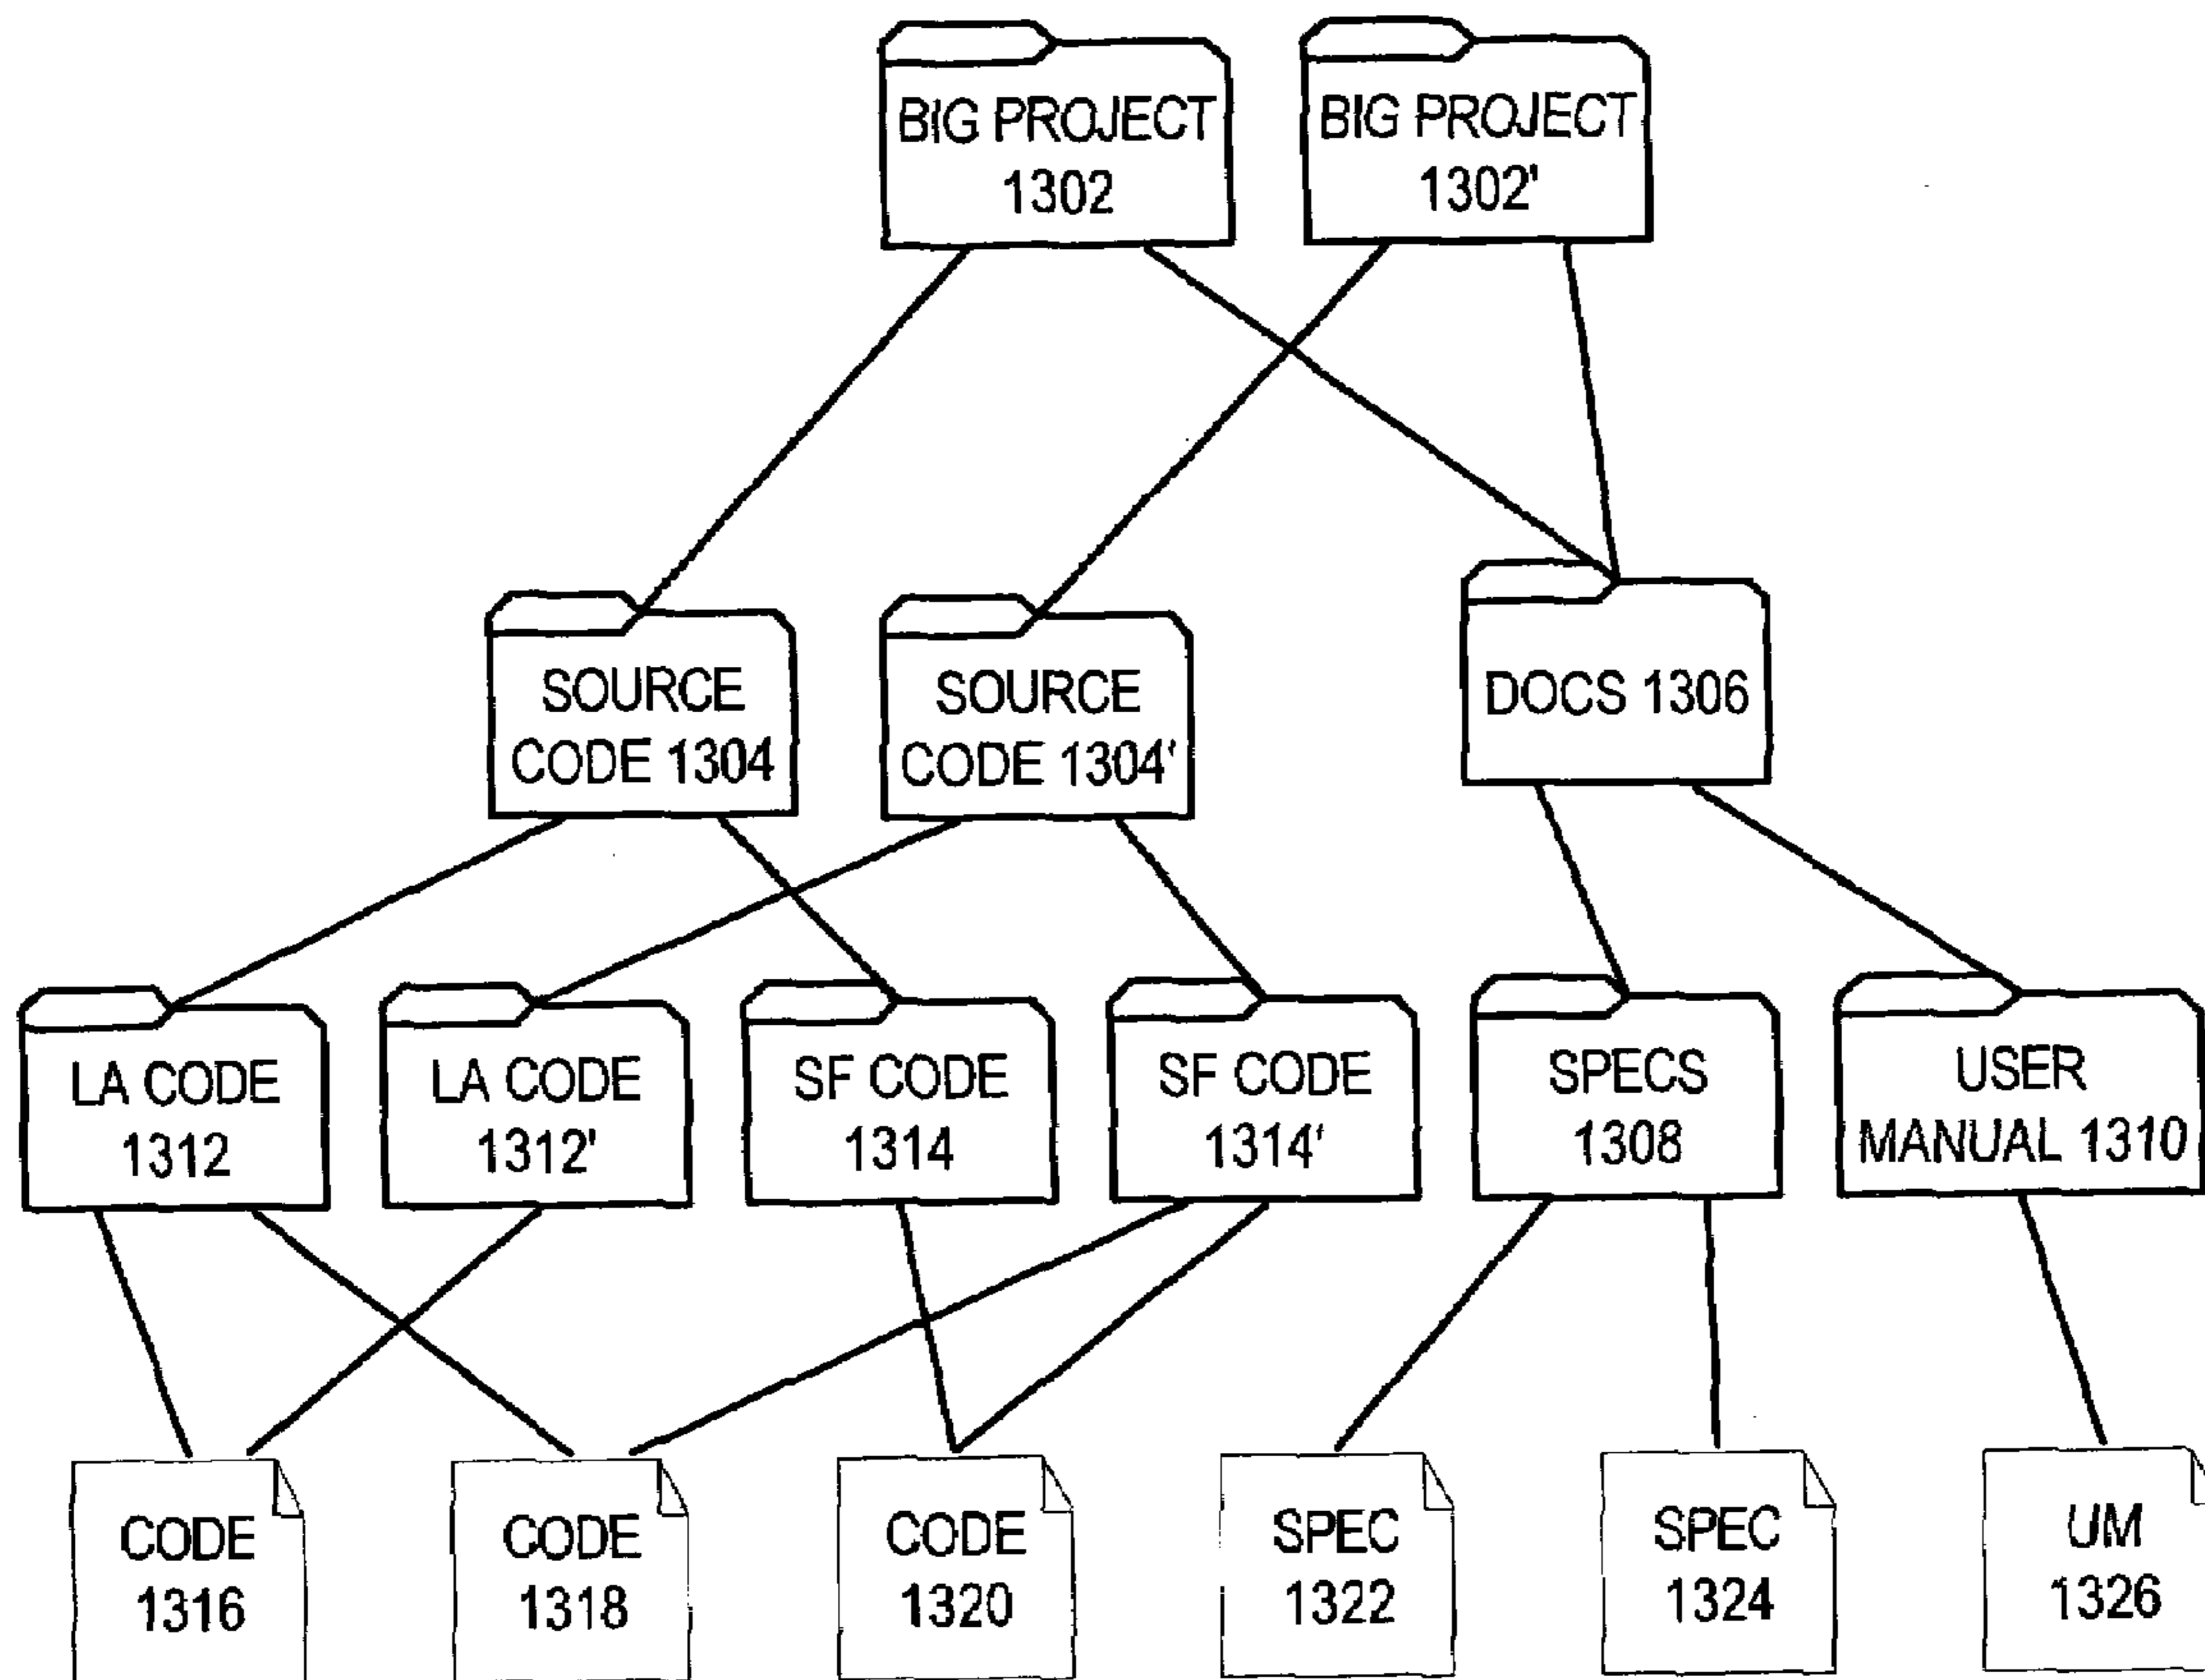 BIG PROJECT
1302
BIG PROJECT
1302'
SOURCE
CODE 1304
SOURCE
CODE 1304'
DOCS 1306
LA CODE
1312
LA CODE
1312'
SF CODE
1314
SF CODE
1314'
SPECS
1308
USER
MANUAL 1310
CODE
1316
CODE
1318
CODE
1320
SPEC
1322
SPEC
1324
UM
1326